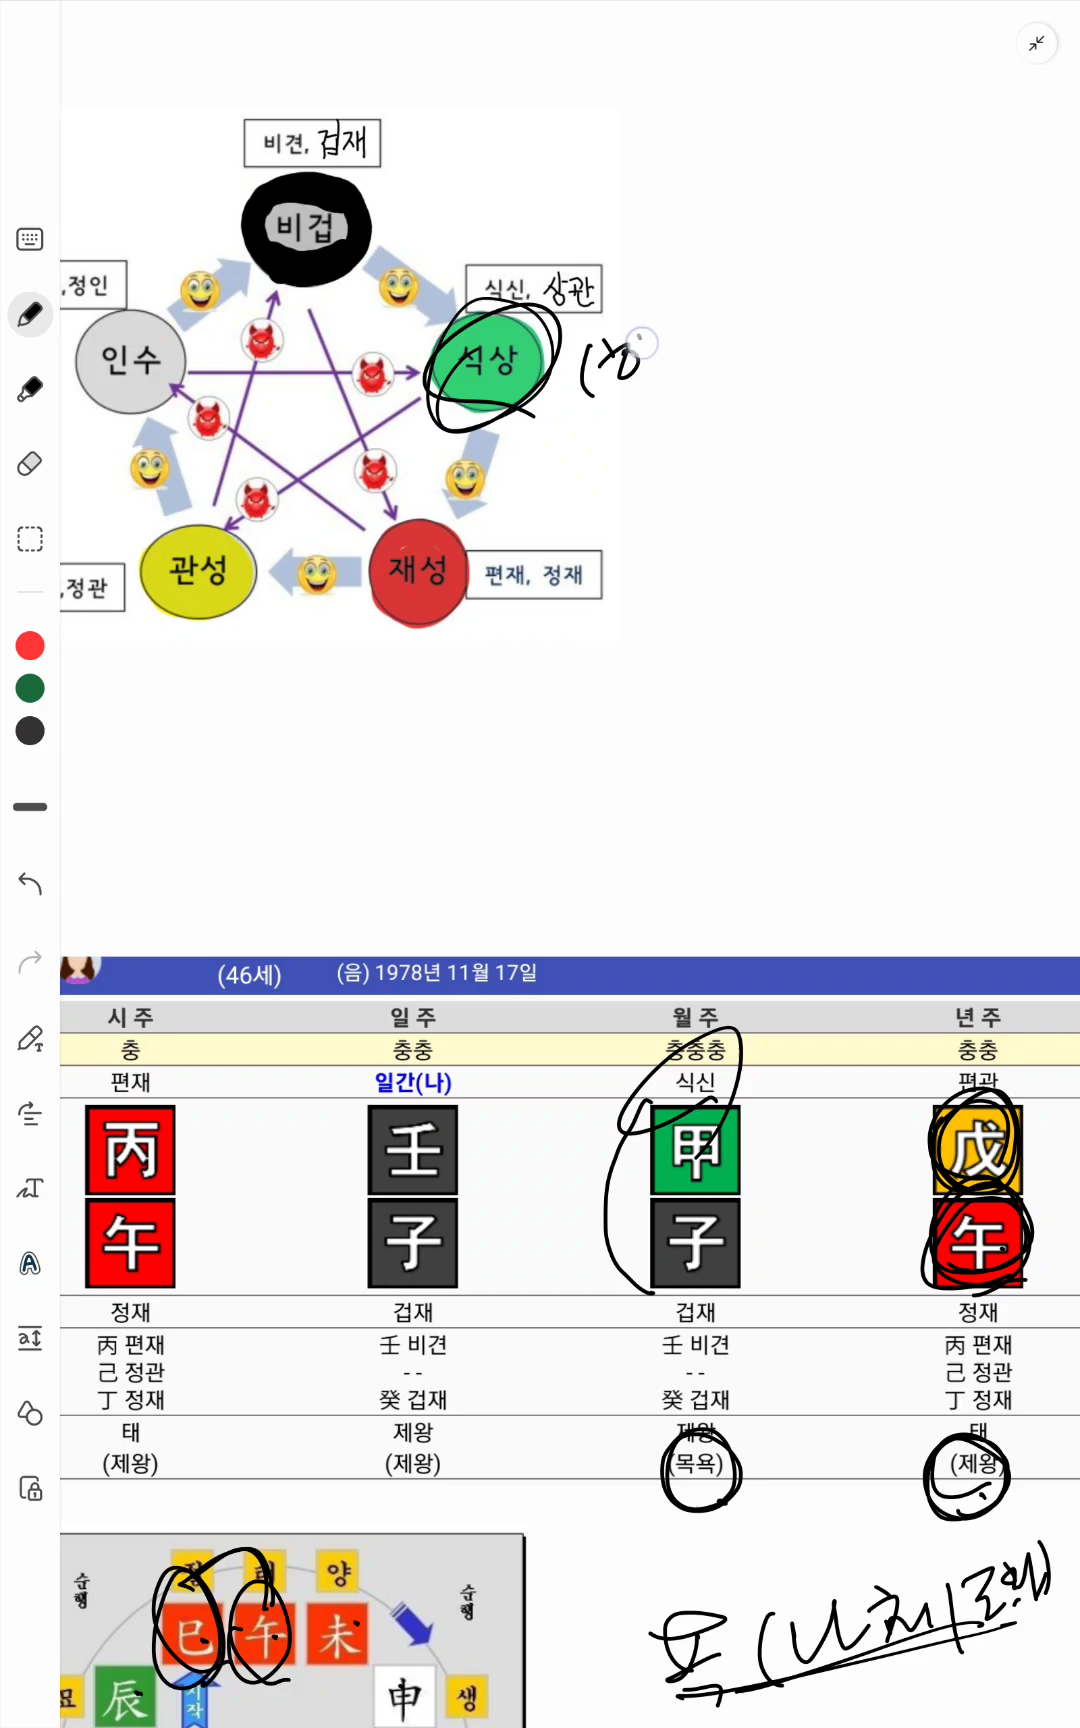 비견, 겁재
비겁
,정인
식신, 상관
인수
식상
관성
재성
,정관
편재, 정재
(46세) (음) 1978년 11월 17일
시주 일주 월주 년주
충 충충 충충충 충충
편재 일간(나) 식신 편관
丙 壬 甲 戊
午 子 子 午
정재 겁재 겁재 정재
丙 편재 壬 비견 壬 비견 丙 편재
己 정관 -- -- 己 정관
丁 정재 癸 겁재 癸 겁재 丁 정재
태 제왕 제왕 태
(제왕) (제왕) (목욕) (제왕)
양
순행 순행
巳 午 未
辰 申 생
시작